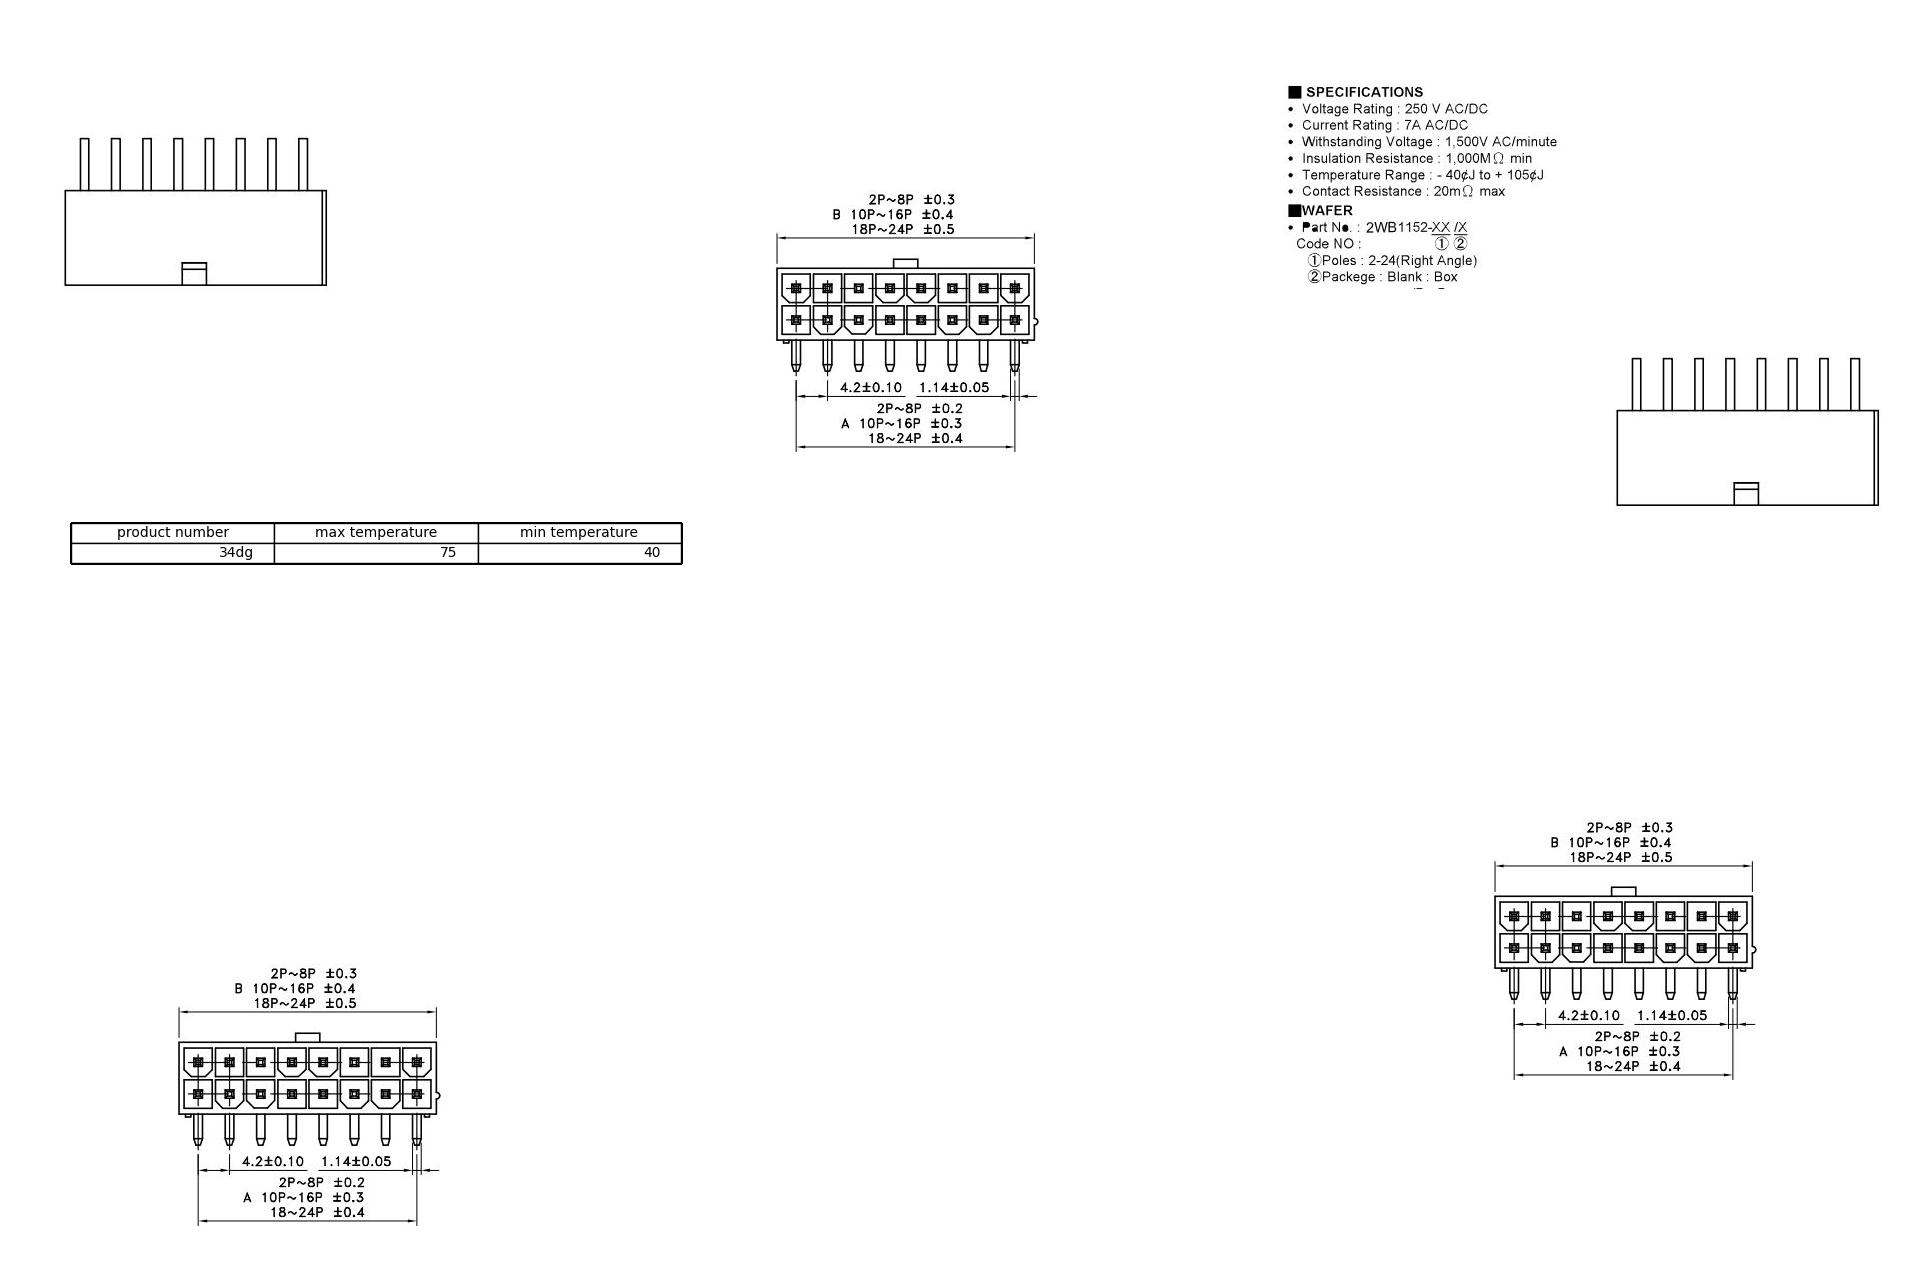 ■ SPECIFICATIONS
• Voltage Rating : 250 V AC/DC
• Current Rating : 7A AC/DC
• Withstanding Voltage : 1,500V AC/minute
• Insulation Resistance : 1,000MΩ min
• Temperature Range : - 40¢J to + 105¢J
• Contact Resistance : 20mΩ max
■WAFER
• Part No. : 2WB1152-XX /X
Code NO : ① ②
①Poles : 2-24(Right Angle)
②Packege : Blank : Box
2P~8P ±0.3
B 10P~16P ±0.4
18P~24P ±0.5
4.2±0.10 1.14±0.05
2P~8P ±0.2
A 10P~16P ±0.3
18~24P ±0.4
product number max temperature min temperature
34dg 75 40
2P~8P ±0.3
B 10P~16P ±0.4
18P~24P ±0.5
4.2±0.10 1.14±0.05
2P~8P ±0.2
A 10P~16P ±0.3
18~24P ±0.4
2P~8P ±0.3
B 10P~16P ±0.4
18P~24P ±0.5
4.2±0.10 1.14±0.05
2P~8P ±0.2
A 10P~16P ±0.3
18~24P ±0.4